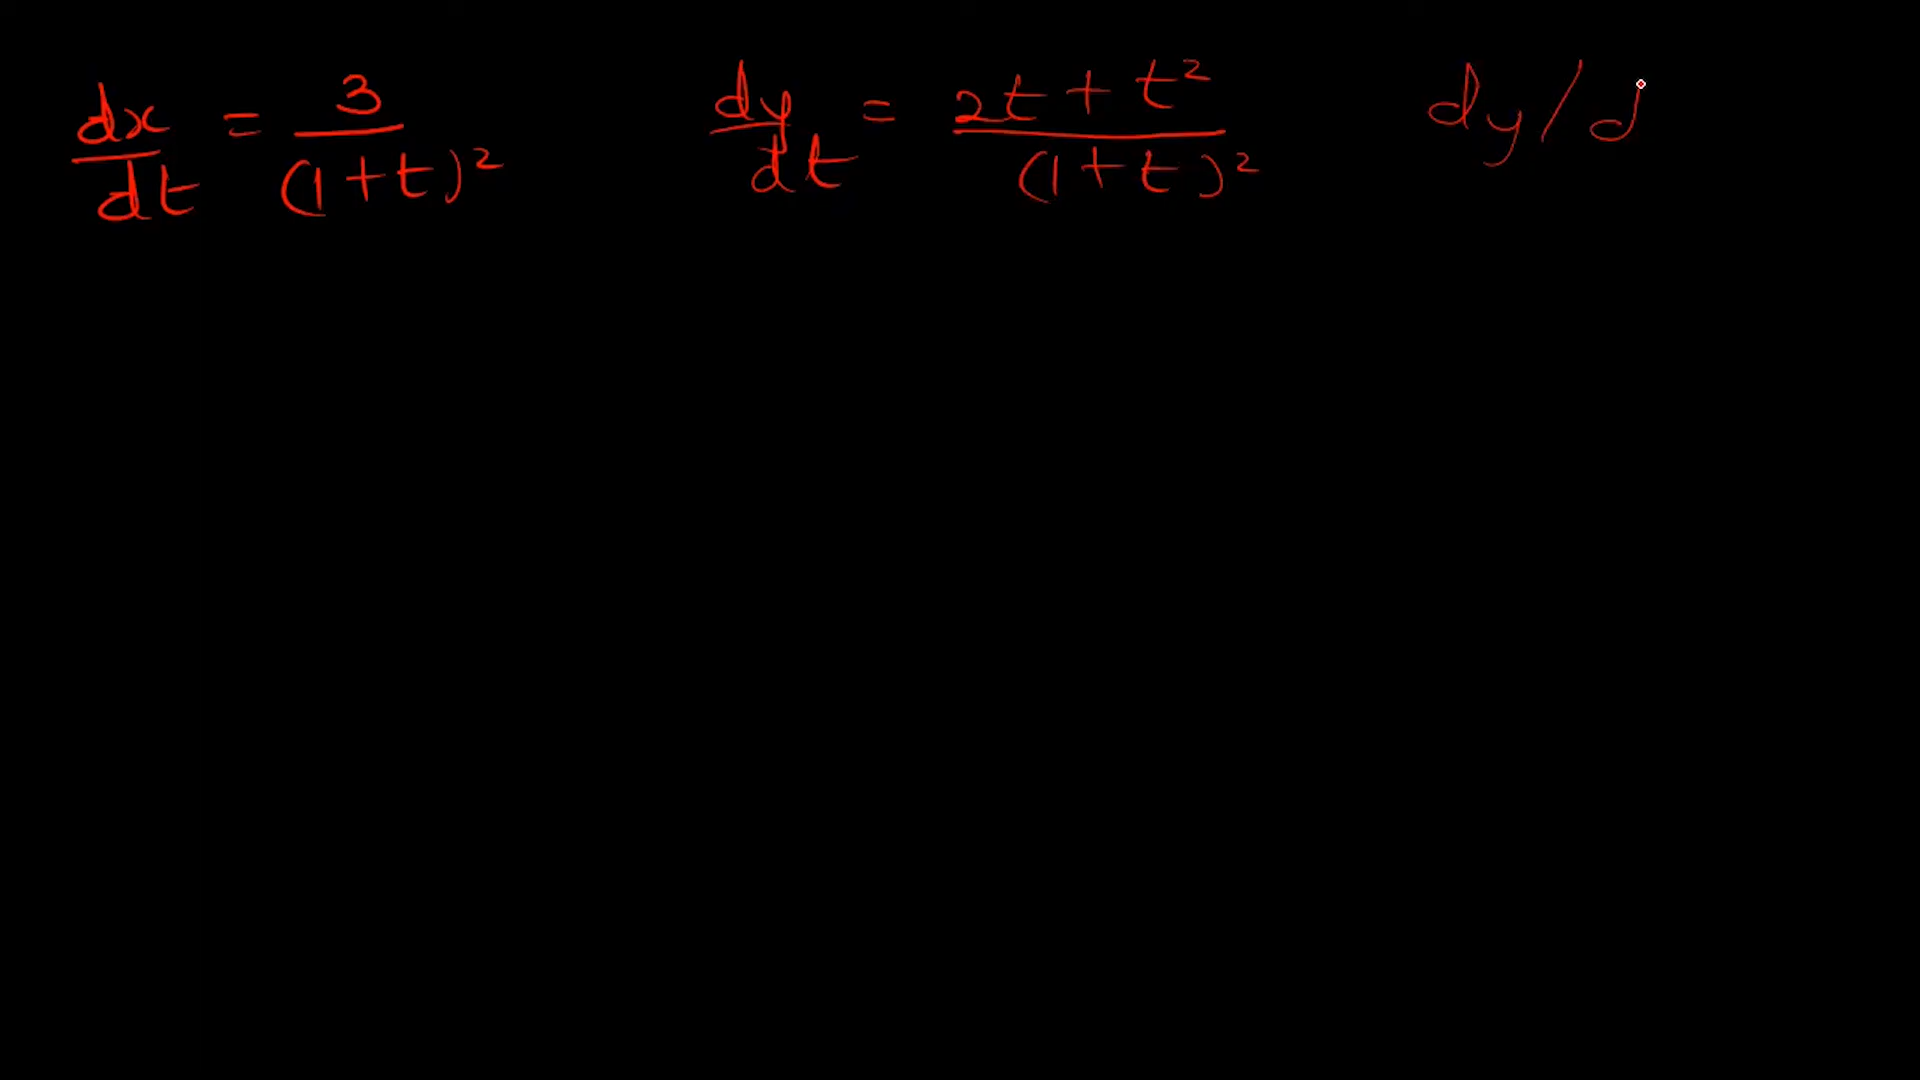 dx/dt = 3/(1+t)² dy/dt = (2t + t²)/(1+t)² dy/d